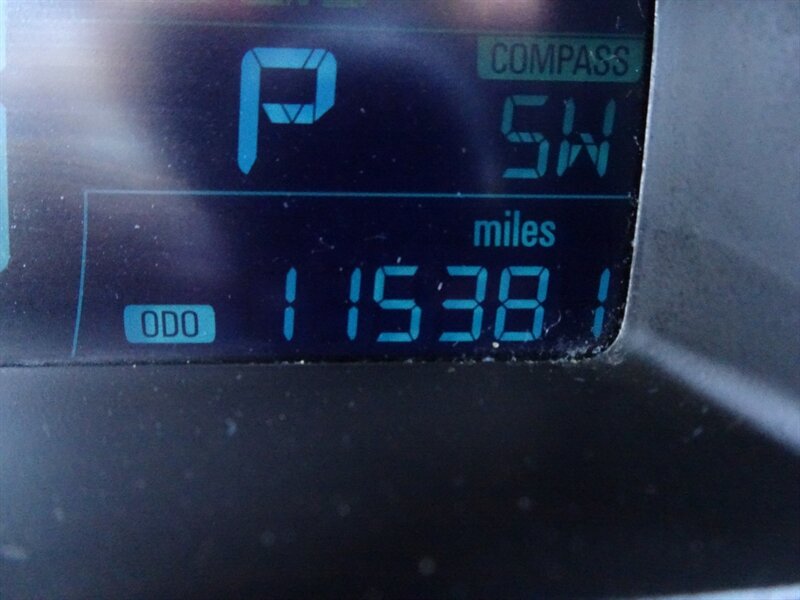 P
COMPASS
SW
miles
ODO 115381